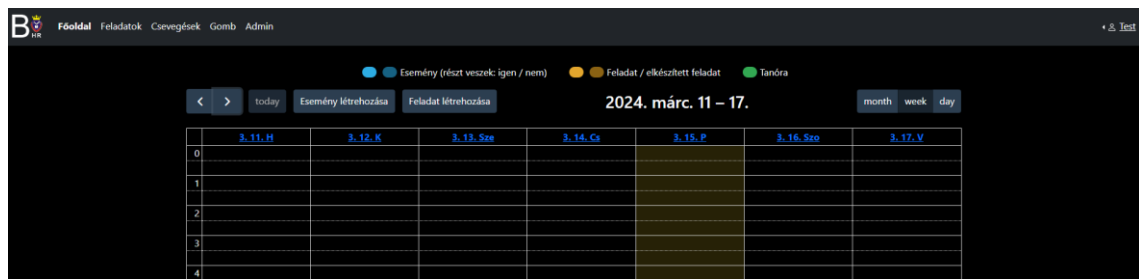 B HR Főoldal Feladatok Csevegések Gomb Admin Test
Esemény (részt veszek: igen / nem) Feladat / elkészített feladat Tanóra
today Esemény létrehozása Feladat létrehozása 2024. márc. 11 – 17. month week day
3. 11. H 3. 12. K 3. 13. Sze 3. 14. Cs 3. 15. P 3. 16. Szo 3. 17. V
0
1
2
3
4